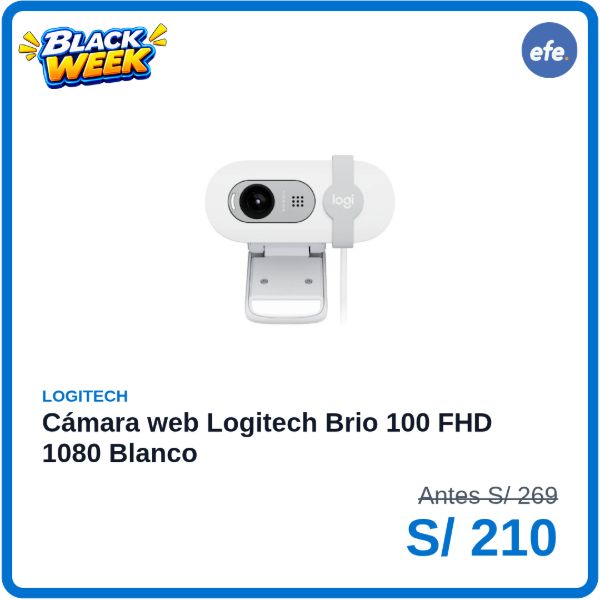 BLACK
WEEK
efe.
logi
LOGITECH
Cámara web Logitech Brio 100 FHD
1080 Blanco
Antes S/ 269
S/ 210